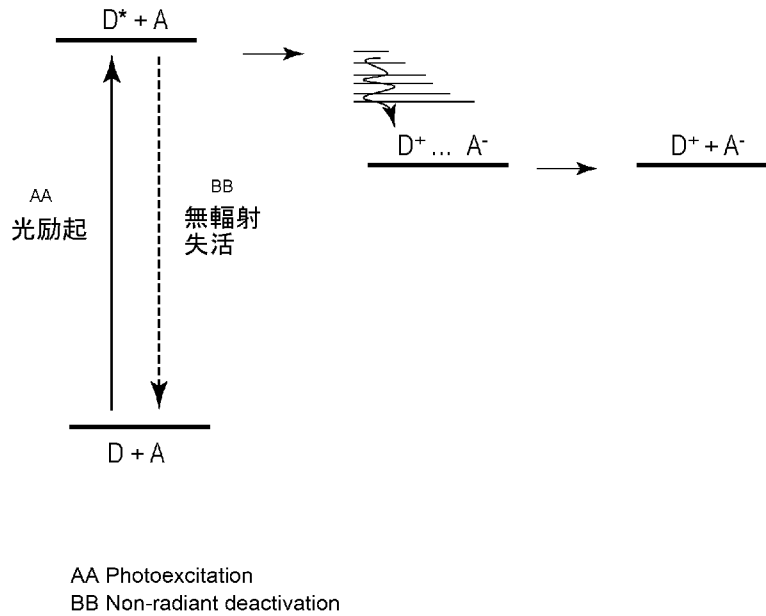 D* + A
D⁺ ... A⁻
D⁺ + A⁻
AA
光励起
BB
無輻射
失活
D + A
AA Photoexcitation
BB Non-radiant deactivation